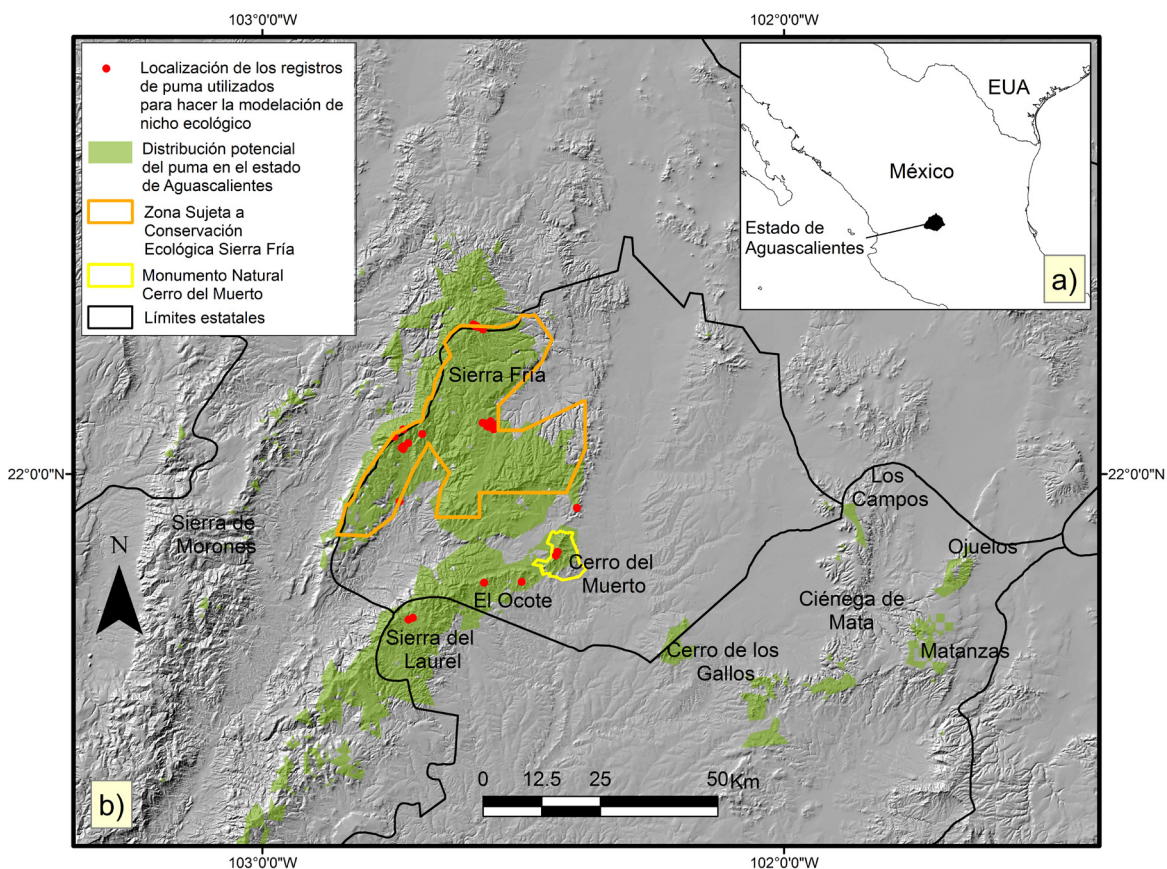 103°0'0"W
102°0'0"W
Localización de los registros
de puma utilizados
para hacer la modelación de
nicho ecológico
Distribución potencial
del puma en el estado
de Aguascalientes
Zona Sujeta a
Conservación
Ecológica Sierra Fría
Monumento Natural
Cerro del Muerto
Límites estatales
EUA
México
Estado de
Aguascalientes
a)
Sierra Fría
22°0'0"N
22°0'0"N
Los
Campos
Sierra de
Morones
N
Ojuelos
Cerro del
Muerto
El Ocote
Ciénega de
Mata
Sierra del
Laurel
Cerro de los
Gallos
Matanzas
b)
0 12.5 25 50 Km
103°0'0"W
102°0'0"W